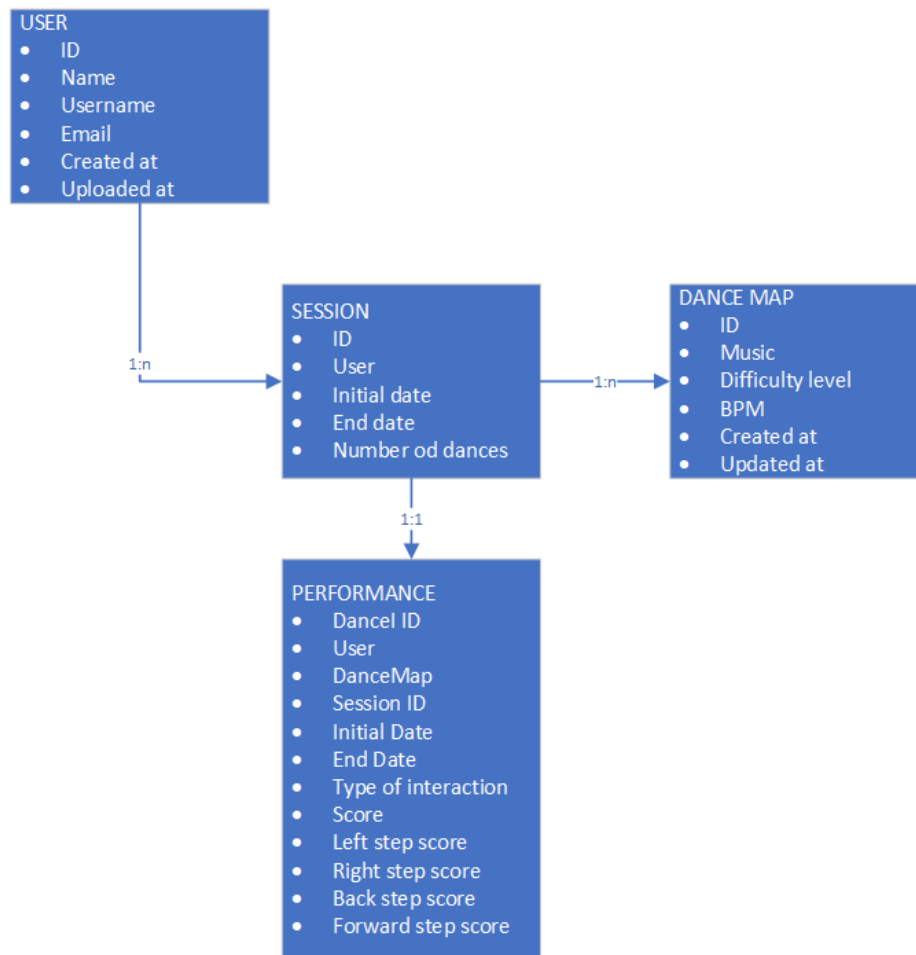 USER
• ID
• Name
• Username
• Email
• Created at
• Uploaded at
1:n
SESSION
• ID
• User
• Initial date
• End date
• Number od dances
1:n
DANCE MAP
• ID
• Music
• Difficulty level
• BPM
• Created at
• Updated at
1:1
PERFORMANCE
• Dancel ID
• User
• DanceMap
• Session ID
• Initial Date
• End Date
• Type of interaction
• Score
• Left step score
• Right step score
• Back step score
• Forward step score